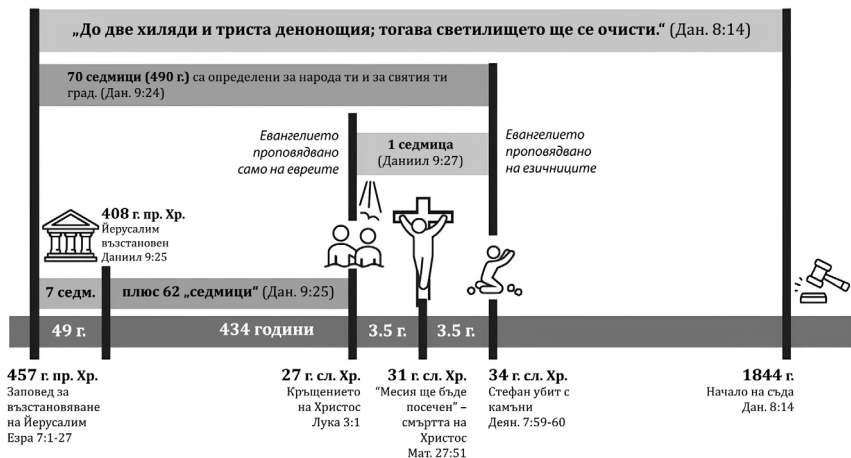 „До две хиляди и триста денонощия; тогава светилището ще се очисти.“ (Дан. 8:14)
70 седмици (490 г.) са определени за народа ти и за святия ти
град. (Дан. 9:24)
Евангелието
проповядвано
само на евреите
1 седмица
(Даниил 9:27)
Евангелието
проповядвано
на езичниците
408 г. пр. Хр.
Йерусалим
възстановен
Даниил 9:25
7 седм.
плюс 62 „седмици“ (Дан. 9:25)
49 г.
434 години
3.5 г.
3.5 г.
457 г. пр. Хр.
Заповед за
възстановяване
на Йерусалим
Езра 7:1-27
27 г. сл. Хр.
Кръщението
на Христос
Лука 3:1
31 г. сл. Хр.
“Месия ще бъде
посечен” –
смъртта на
Христос
Мат. 27:51
34 г. сл. Хр.
Стефан убит с
камъни
Деян. 7:59-60
1844 г.
Начало на съда
Дан. 8:14